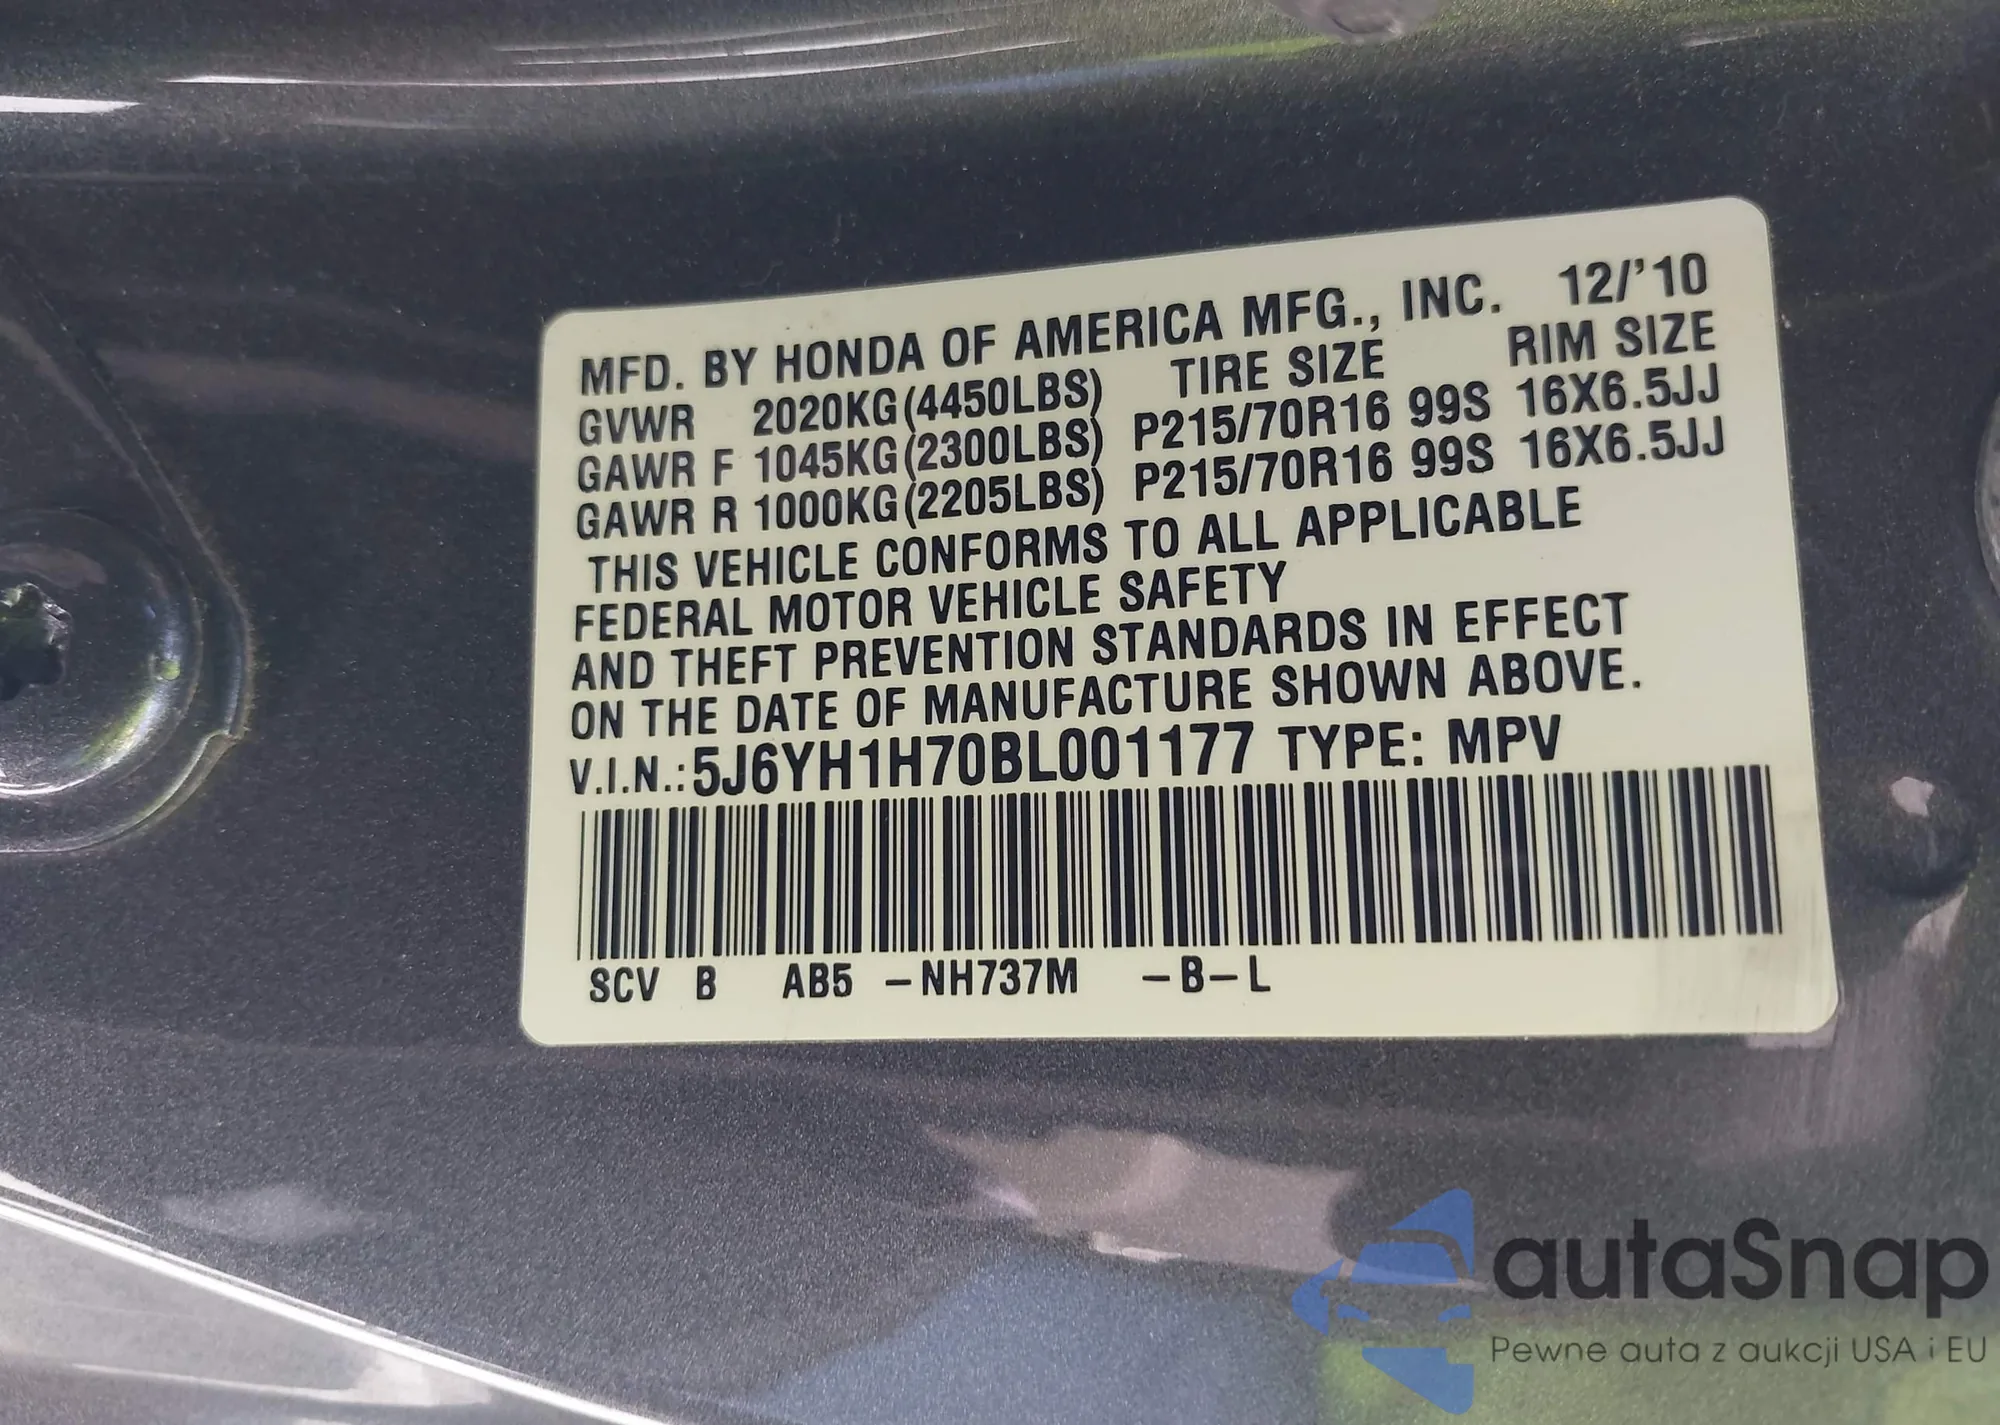 MFD. BY HONDA OF AMERICA MFG., INC. 12/'10
GVWR 2020KG(4450LBS) TIRE SIZE RIM SIZE
GAWR F 1045KG(2300LBS) P215/70R16 99S 16X6.5JJ
GAWR R 1000KG(2205LBS) P215/70R16 99S 16X6.5JJ
THIS VEHICLE CONFORMS TO ALL APPLICABLE
FEDERAL MOTOR VEHICLE SAFETY
AND THEFT PREVENTION STANDARDS IN EFFECT
ON THE DATE OF MANUFACTURE SHOWN ABOVE.
V.I.N.:5J6YH1H70BL001177 TYPE: MPV
SCV B AB5 -NH737M -B-L
autaSnap
Pewne auta z aukcji USA i EU